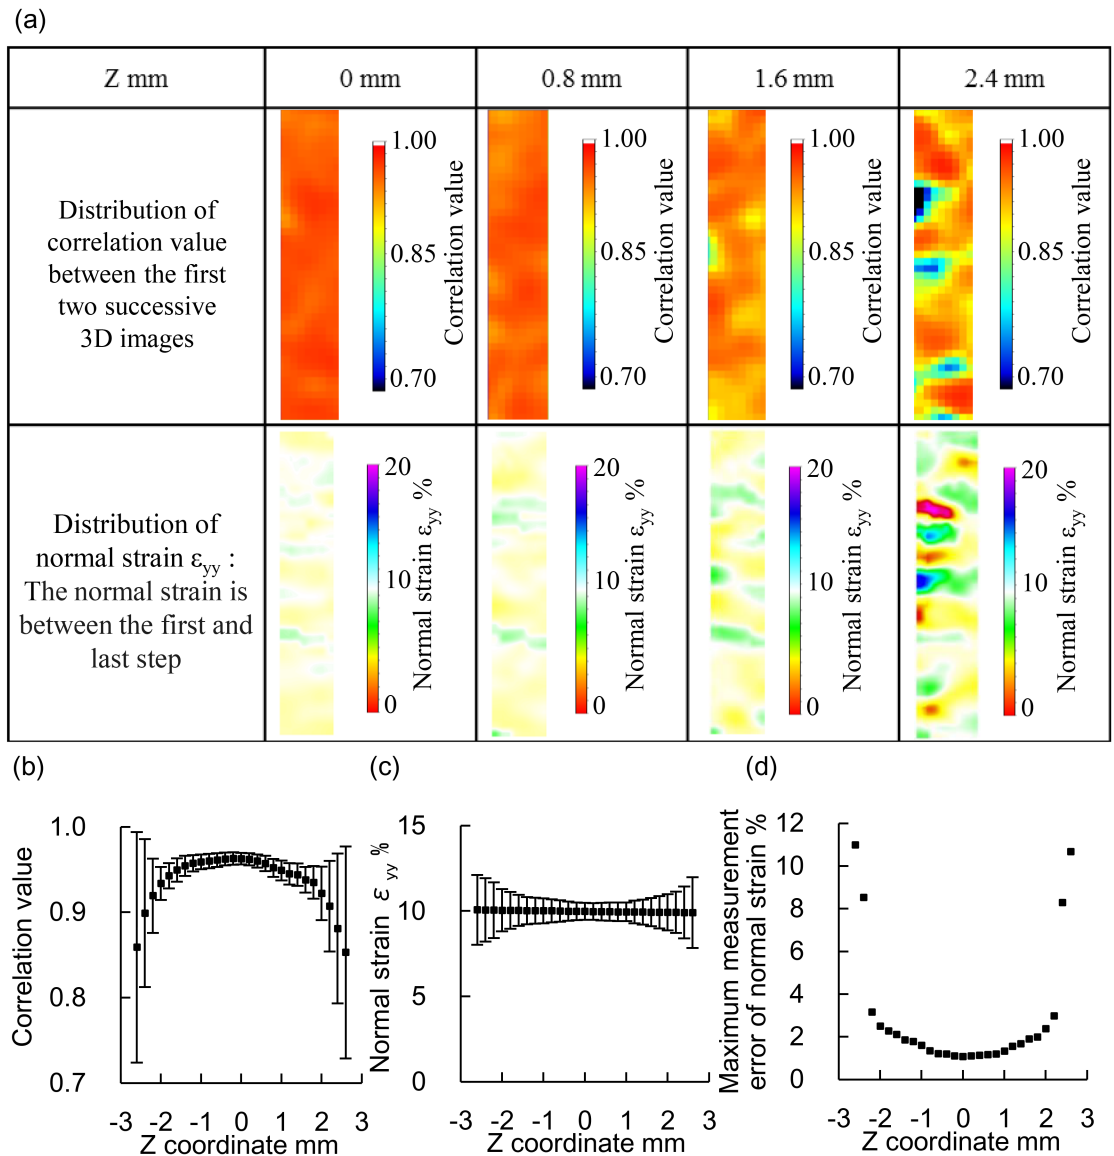 (a)
Z mm
0 mm
0.8 mm
1.6 mm
2.4 mm
Distribution of
correlation value
between the first
two successive
3D images
1.00
0.85
0.70
Correlation value
1.00
0.85
0.70
Correlation value
1.00
0.85
0.70
Correlation value
1.00
0.85
0.70
Correlation value
Distribution of
normal strain εyy :
The normal strain is
between the first and
last step
20
10
0
Normal strain εyy %
20
10
0
Normal strain εyy %
20
10
0
Normal strain εyy %
20
10
0
Normal strain εyy %
(b)
Correlation value
1.0
0.9
0.8
0.7
-3 -2 -1 0 1 2 3
Z coordinate mm
(c)
Normal strain ε yy %
15
10
5
0
-3 -2 -1 0 1 2 3
Z coordinate mm
(d)
Maximum measurement
error of normal strain %
12
10
8
6
4
2
0
-3 -2 -1 0 1 2 3
Z coordinate mm